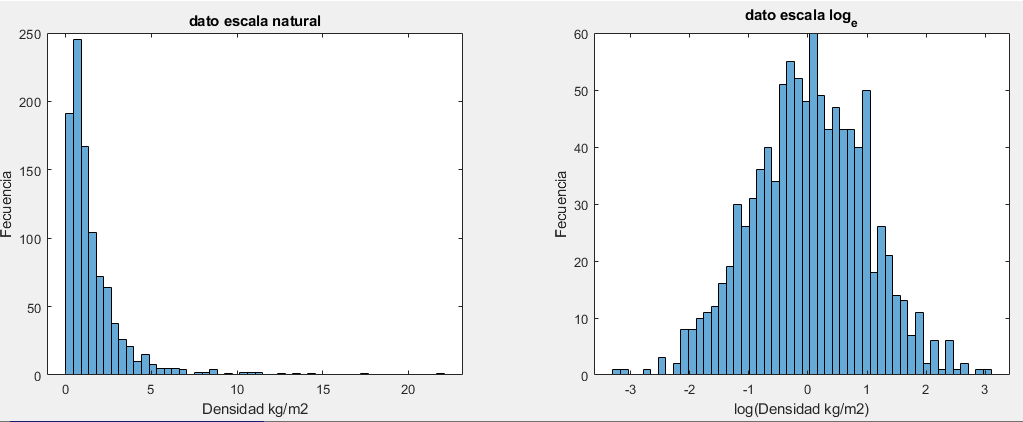 dato escala natural
250
200
150
100
50
0
Fecuencia
0 5 10 15 20
Densidad kg/m2
dato escala logₑ
60
50
40
30
20
10
0
Fecuencia
-3 -2 -1 0 1 2 3
log(Densidad kg/m2)